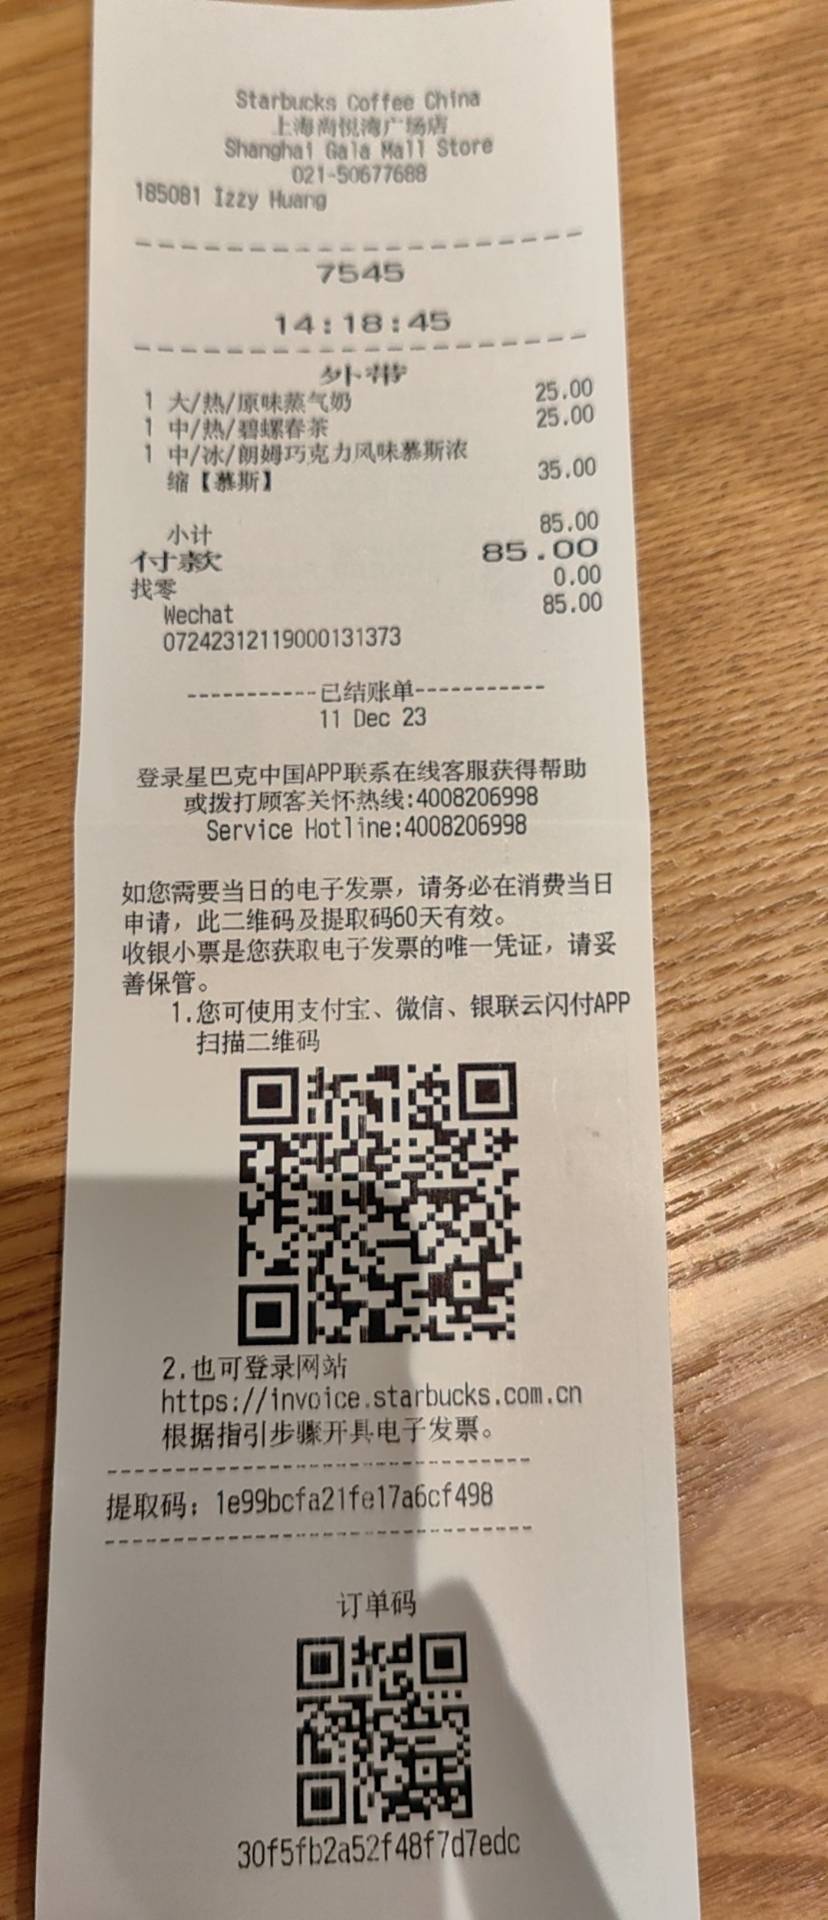 Starbucks Coffee China
上海尚悦湾广场店
Shanghai Gala Mall Store
021-50677688
185081 Izzy Huang
7545
14:18:45
外带
1 大/热/原味蒸气奶 25.00
1 中/热/碧螺春茶 25.00
1 中/冰/朗姆巧克力风味慕斯浓
缩【慕斯】 35.00
小计 85.00
付款 85.00
找零 0.00
Wechat 85.00
07242312119000131373
-----------已结账单-----------
11 Dec 23
登录星巴克中国APP联系在线客服获得帮助
或拨打顾客关怀热线:4008206998
Service Hotline:4008206998
如您需要当日的电子发票，请务必在消费当日
申请，此二维码及提取码60天有效。
收银小票是您获取电子发票的唯一凭证，请妥
善保管。
1.您可使用支付宝、微信、银联云闪付APP
扫描二维码
2.也可登录网站
https://invoice.starbucks.com.cn
根据指引步骤开具电子发票。
提取码：1e99bcfa21fe17a6cf498
订单码
30f5fb2a52f48f7d7edc